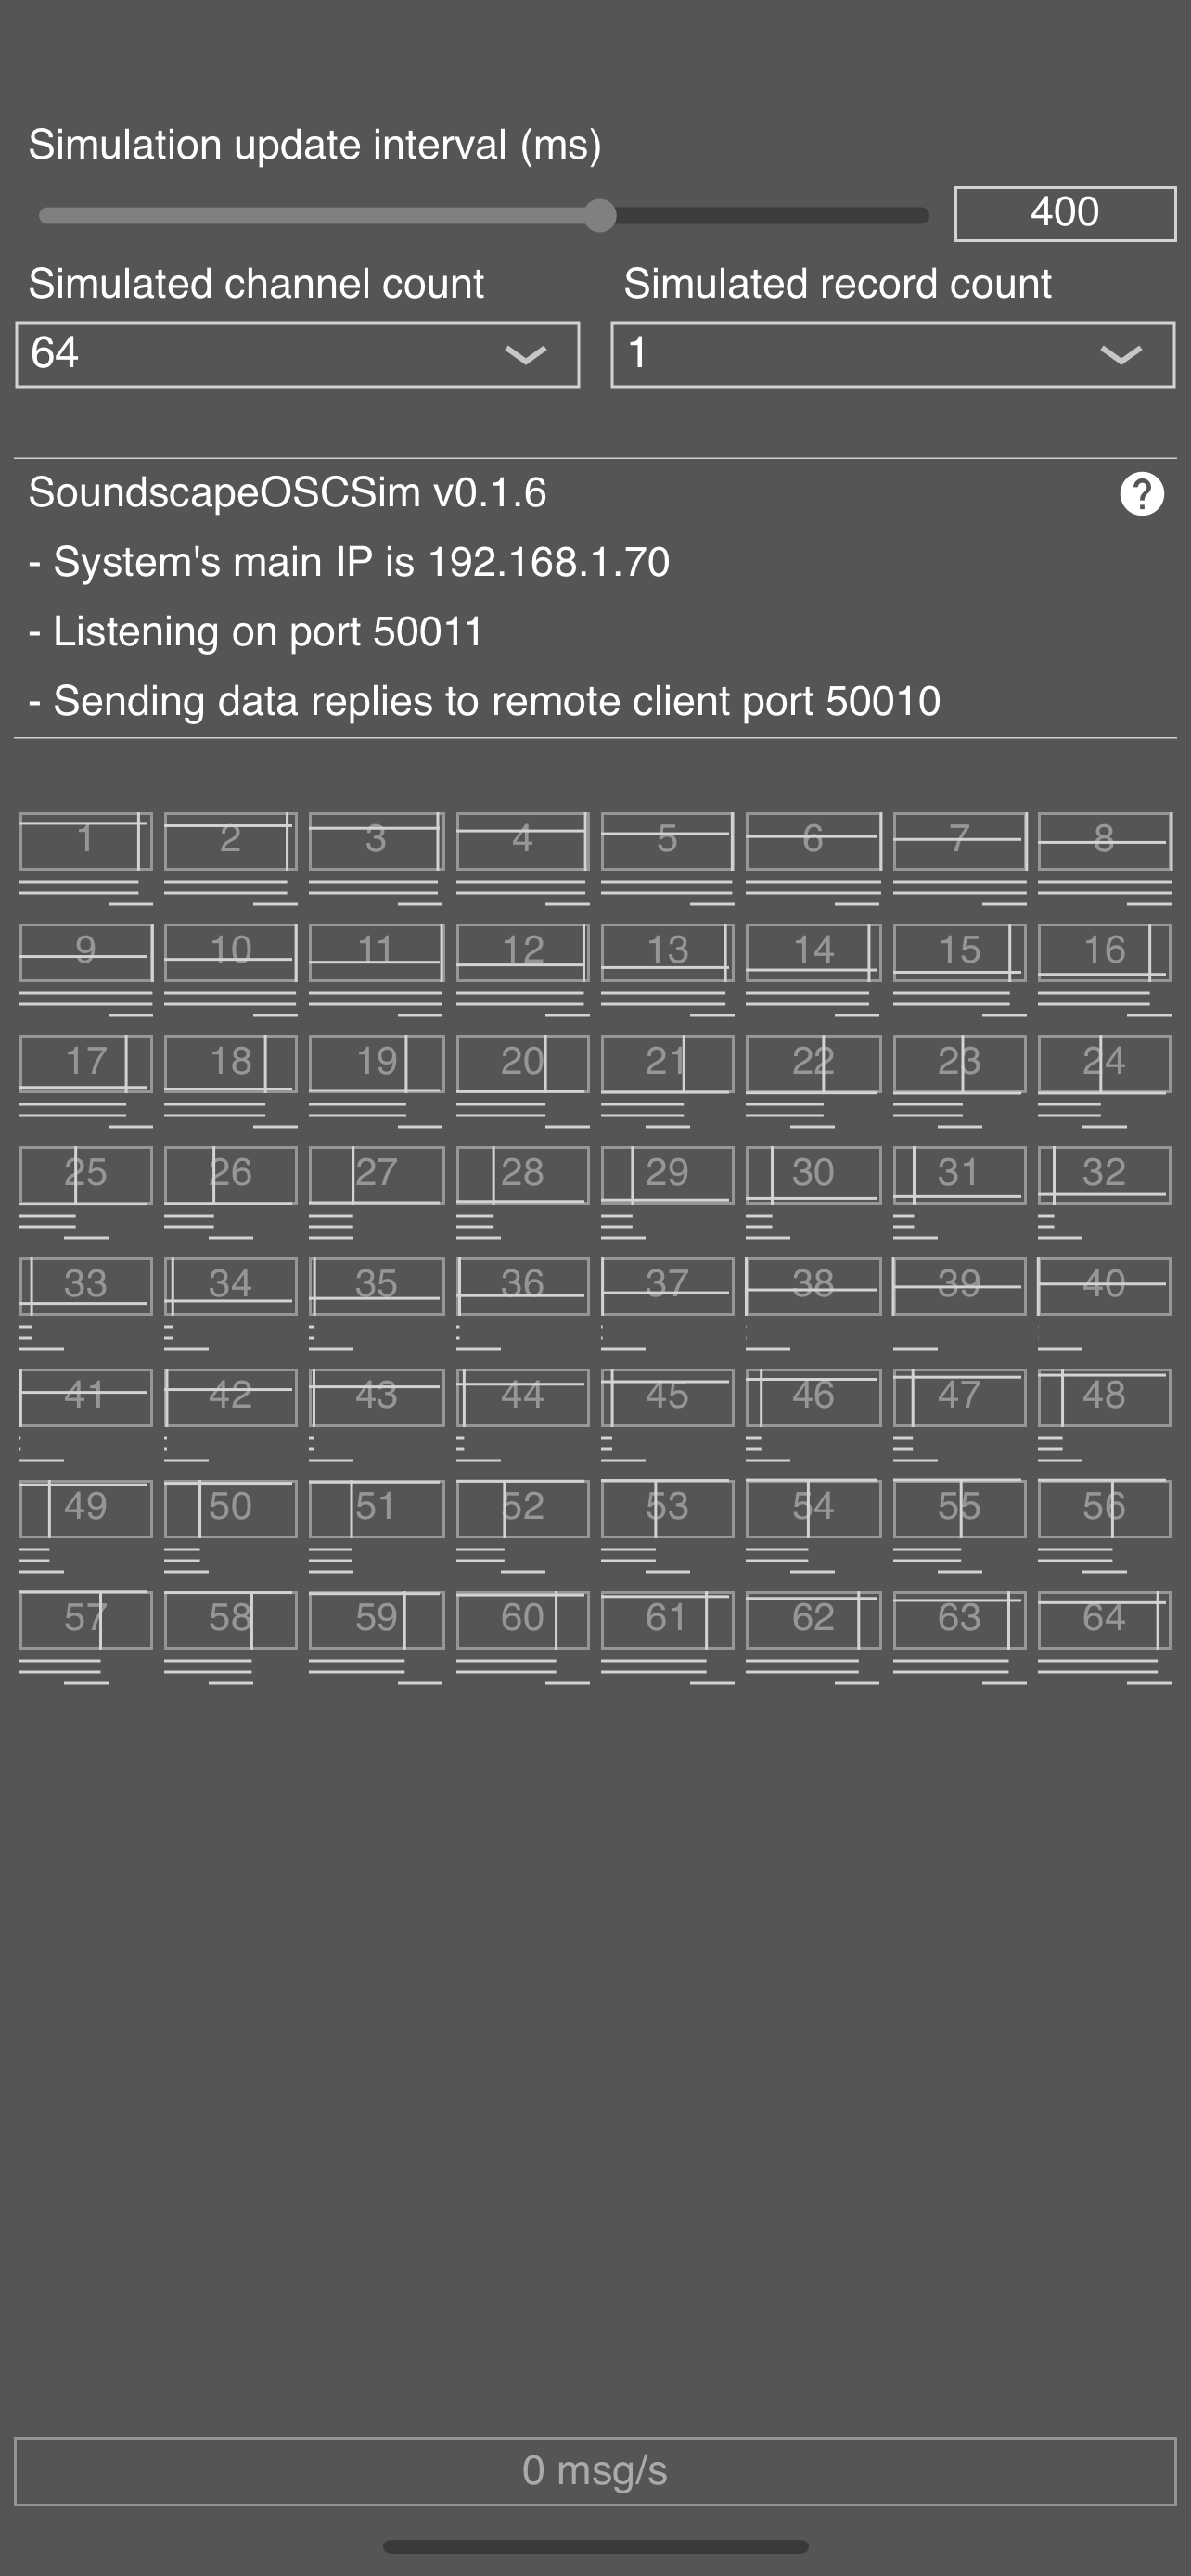 Simulation update interval (ms)
400
Simulated channel count Simulated record count
64 1
SoundscapeOSCSim v0.1.6 ?
- System's main IP is 192.168.1.70
- Listening on port 50011
- Sending data replies to remote client port 50010
1 2 3 4 5 6 7 8
9 10 11 12 13 14 15 16
17 18 19 20 21 22 23 24
25 26 27 28 29 30 31 32
33 34 35 36 37 38 39 40
41 42 43 44 45 46 47 48
49 50 51 52 53 54 55 56
57 58 59 60 61 62 63 64
0 msg/s